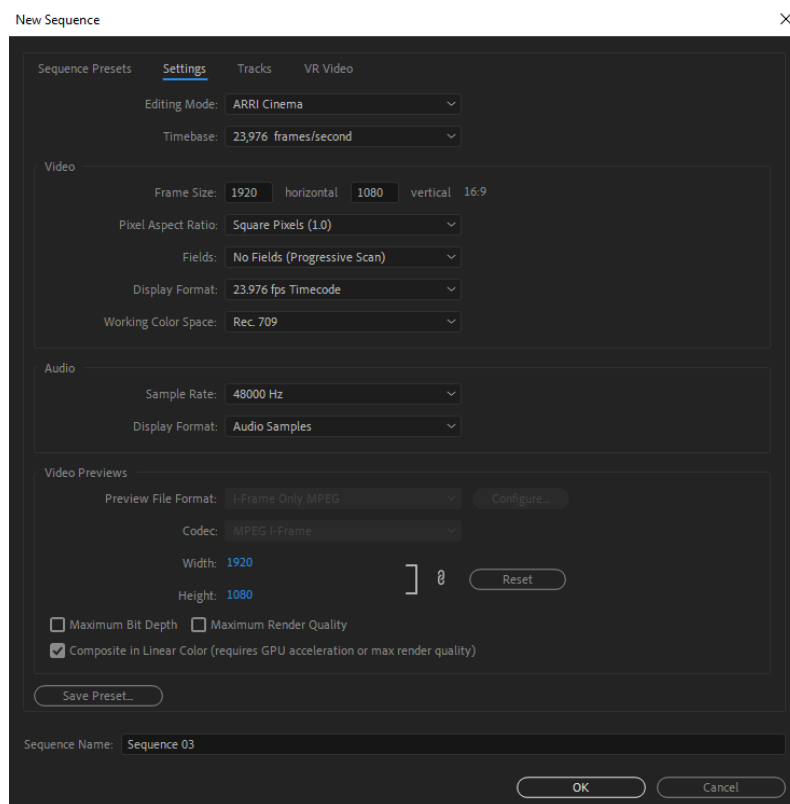 New Sequence
Sequence Presets Settings Tracks VR Video
Editing Mode: ARRI Cinema
Timebase: 23,976 frames/second
Video
Frame Size: 1920 horizontal 1080 vertical 16:9
Pixel Aspect Ratio: Square Pixels (1.0)
Fields: No Fields (Progressive Scan)
Display Format: 23.976 fps Timecode
Working Color Space: Rec. 709
Audio
Sample Rate: 48000 Hz
Display Format: Audio Samples
Video Previews
Preview File Format: I-Frame Only MPEG Configure...
Codec: MPEG I-Frame
Width: 1920
Height: 1080
Reset
Maximum Bit Depth Maximum Render Quality
Composite in Linear Color (requires GPU acceleration or max render quality)
Save Preset...
Sequence Name: Sequence 03
OK Cancel